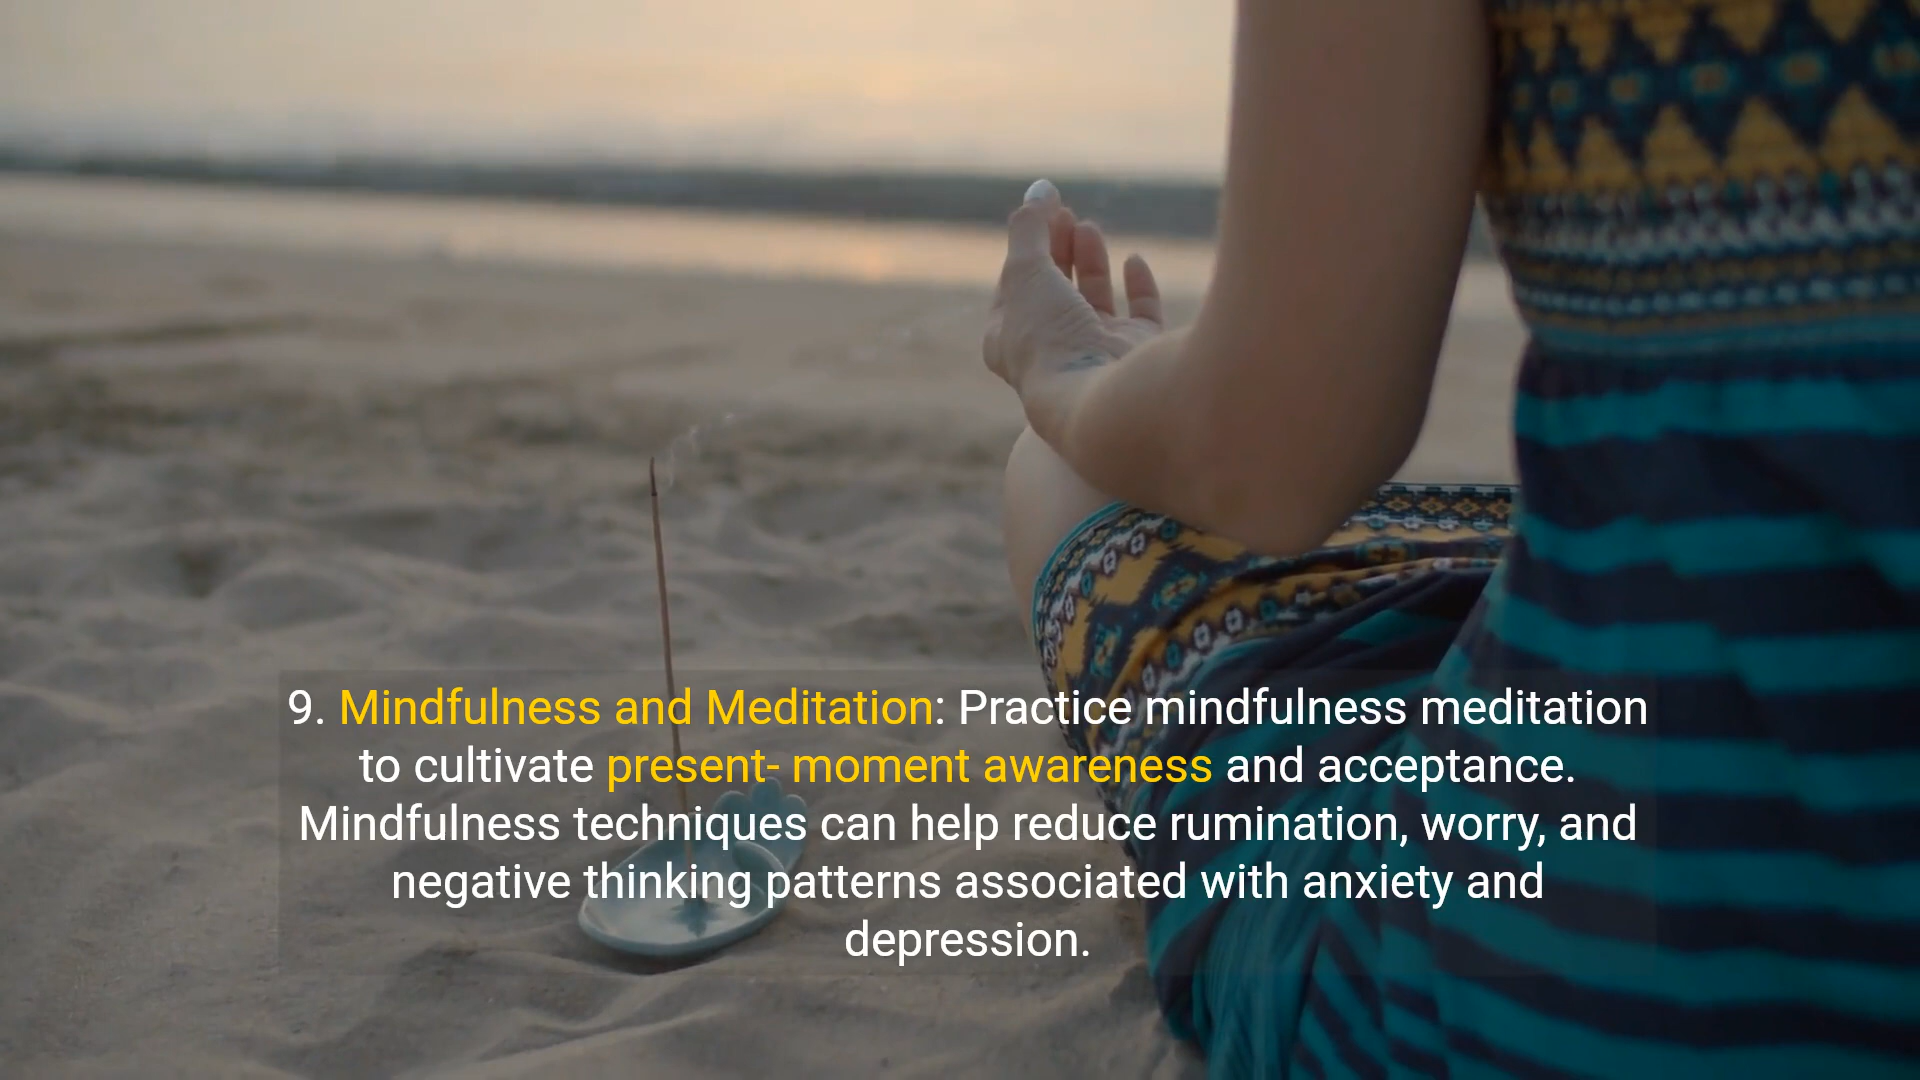 9. Mindfulness and Meditation: Practice mindfulness meditation
to cultivate present- moment awareness and acceptance.
Mindfulness techniques can help reduce rumination, worry, and
negative thinking patterns associated with anxiety and
depression.